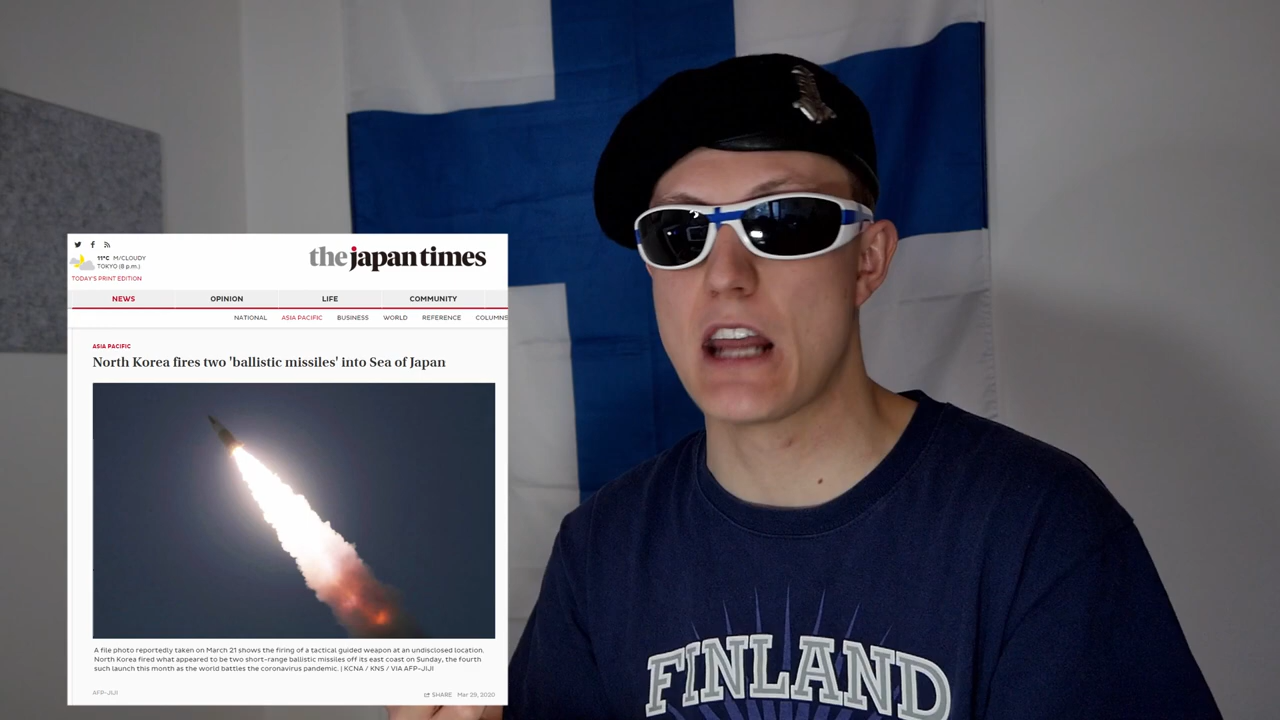 11°C M/CLOUDY
TOKYO (8 p.m.)
TODAY'S PRINT EDITION
the japan times
NEWS OPINION LIFE COMMUNITY
NATIONAL ASIA PACIFIC BUSINESS WORLD REFERENCE COLUMNS
ASIA PACIFIC
North Korea fires two 'ballistic missiles' into Sea of Japan
A file photo reportedly taken on March 21 shows the firing of a tactical guided weapon at an undisclosed location.
North Korea fired what appeared to be two short-range ballistic missiles off its east coast on Sunday, the fourth
such launch this month as the world battles the coronavirus pandemic. | KCNA / KNS / VIA AFP-JIJI
AFP-JIJI
SHARE Mar 29, 2020
FINLAND